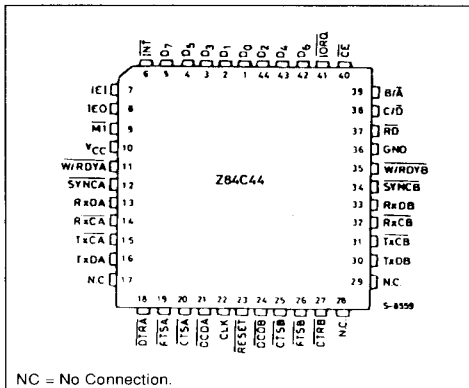 INT D7 D5 D3 D1 D0 D2 D4 D6 IORQ CE
6 5 4 3 2 1 44 43 42 41 40
IEI 7
IEO 8
M1 9
VCC 10
W/RDYA 11
SYNCA 12
RxDA 13
RxCA 14
TxCA 15
TxDA 16
N.C 17
Z84C44
39 B/A
38 C/D
37 RD
36 GND
35 W/RDYB
34 SYNCB
33 RxDB
32 RxCB
31 TxCB
30 TxDB
29 N.C.
18 19 20 21 22 23 24 25 26 27 28
DTRA RTSA CTSA DCDA CLK RESET DCDB CTSB RTSB DTRB N.C.
S-8559
NC = No Connection.